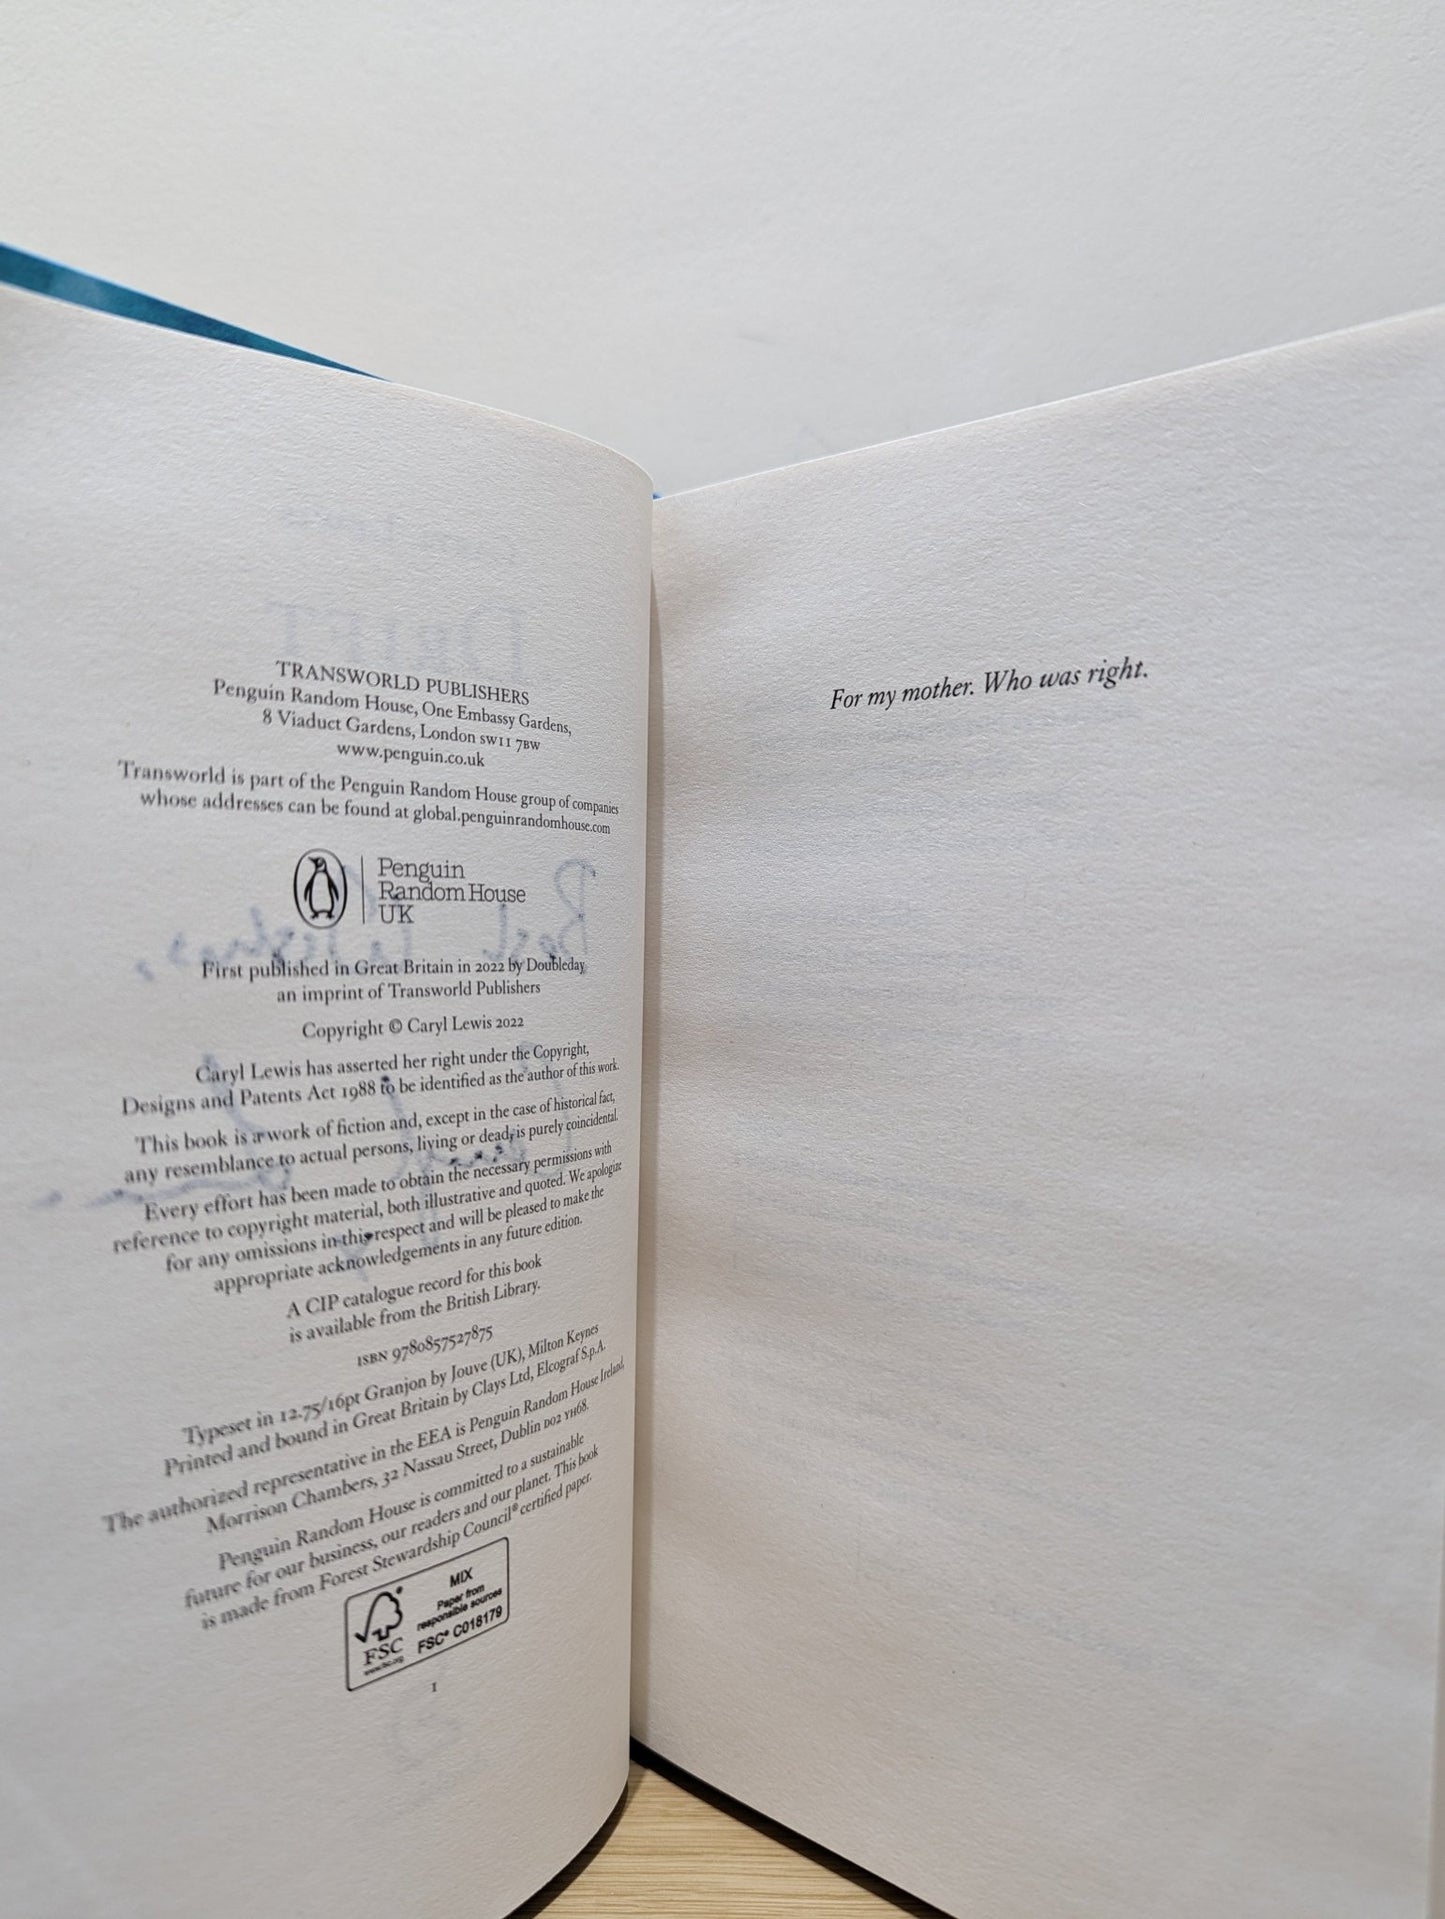 TRANSWORLD PUBLISHERS
Penguin Random House, One Embassy Gardens,
8 Viaduct Gardens, London SW11 7BW
www.penguin.co.uk
Transworld is part of the Penguin Random House group of companies
whose addresses can be found at global.penguinrandomhouse.com
Penguin
Random House
UK
First published in Great Britain in 2022 by Doubleday
an imprint of Transworld Publishers
Copyright © Caryl Lewis 2022
Caryl Lewis has asserted her right under the Copyright,
Designs and Patents Act 1988 to be identified as the author of this work.
This book is a work of fiction and, except in the case of historical fact,
any resemblance to actual persons, living or dead, is purely coincidental.
Every effort has been made to obtain the necessary permissions with
reference to copyright material, both illustrative and quoted. We apologize
for any omissions in this respect and will be pleased to make the
appropriate acknowledgements in any future edition.
A CIP catalogue record for this book
is available from the British Library.
ISBN 9780857527875
Typeset in 12.75/16pt Granjon by Jouve (UK), Milton Keynes
Printed and bound in Great Britain by Clays Ltd, Elcograf S.p.A.
The authorized representative in the EEA is Penguin Random House Ireland,
Morrison Chambers, 32 Nassau Street, Dublin D02 YH68.
Penguin Random House is committed to a sustainable
future for our business, our readers and our planet. This book
is made from Forest Stewardship Council® certified paper.
MIX
Paper from
responsible sources
FSC
www.fsc.org
FSC® C018179
1
For my mother. Who was right.